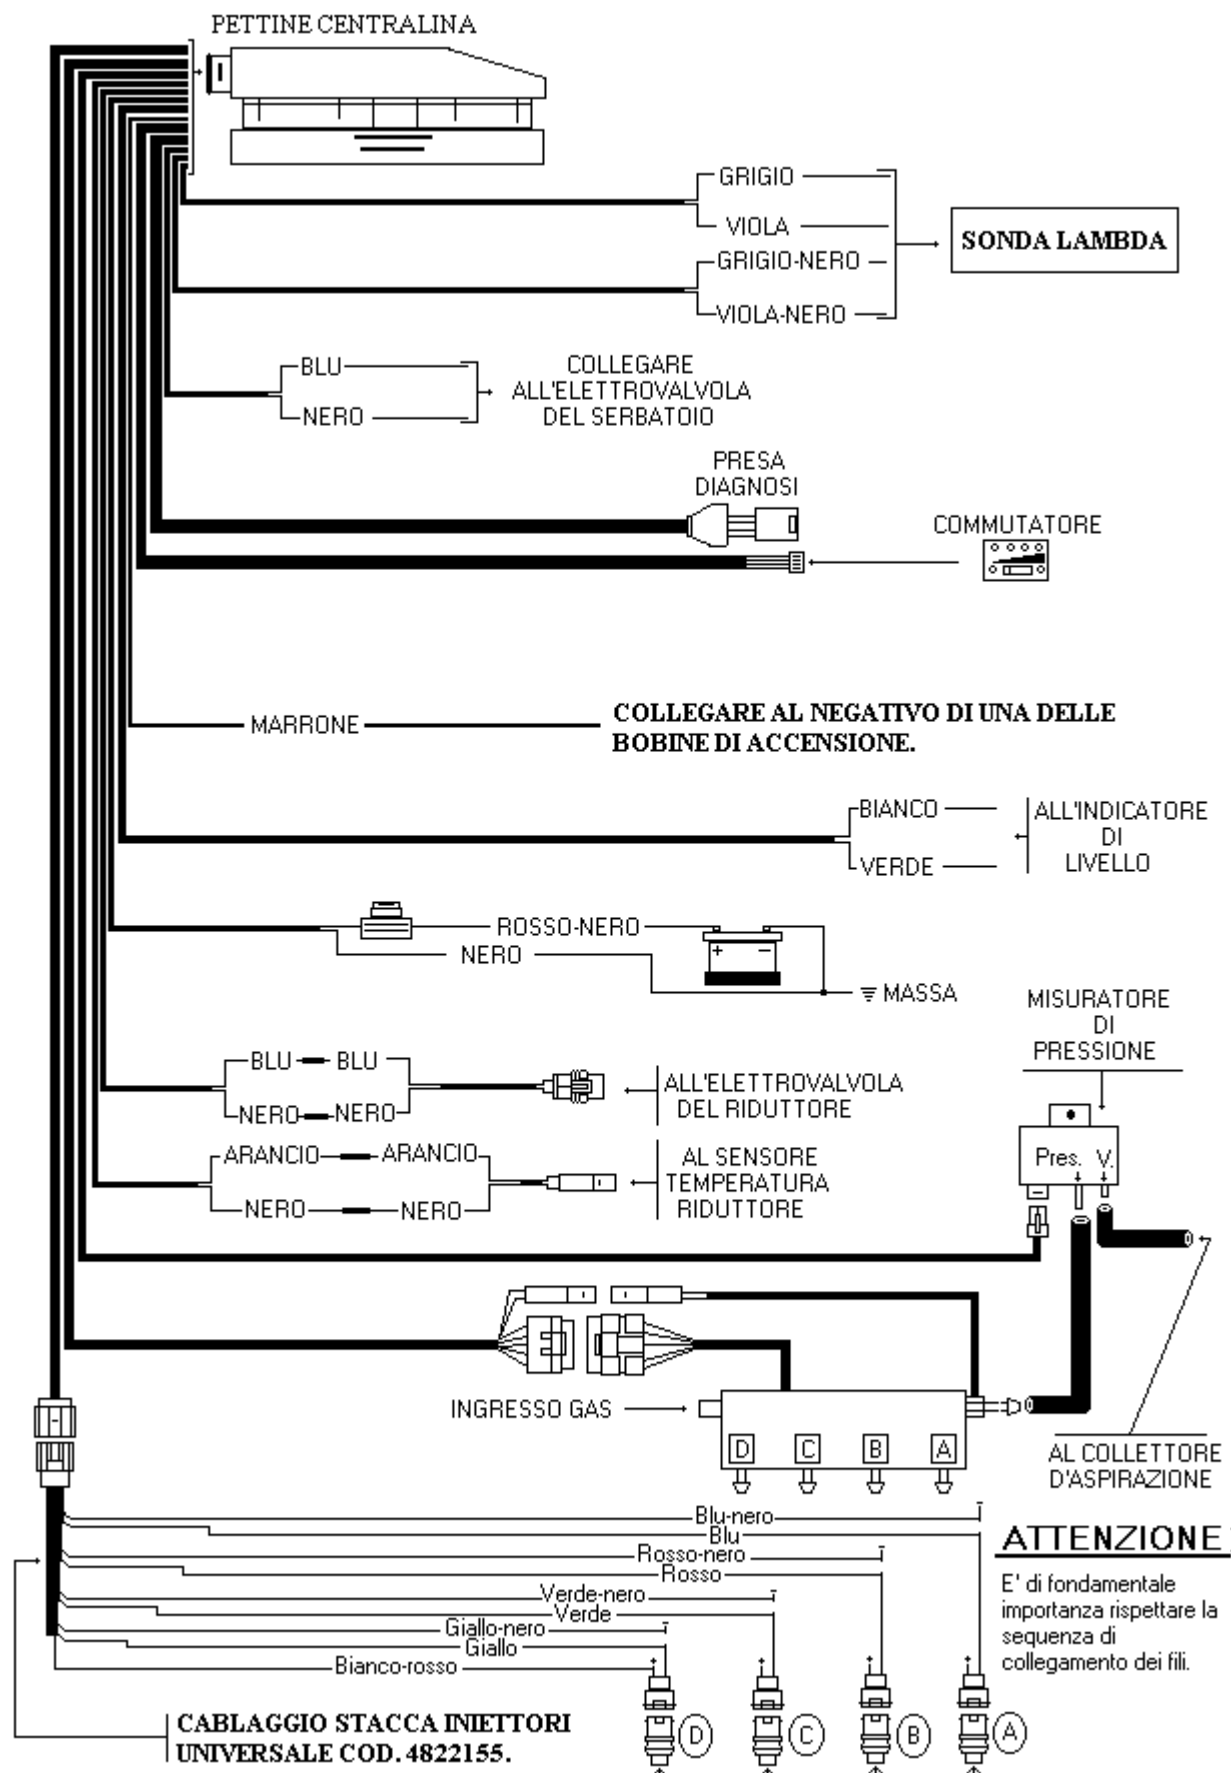 PETTINE CENTRALINA
GRIGIO
VIOLA
GRIGIO-NERO
VIOLA-NERO
SONDA LAMBDA
BLU
NERO
COLLEGARE
ALL'ELETTROVALVOLA
DEL SERBATOIO
PRESA
DIAGNOSI
COMMUTATORE
MARRONE
COLLEGARE AL NEGATIVO DI UNA DELLE
BOBINE DI ACCENSIONE.
BIANCO
VERDE
ALL'INDICATORE
DI
LIVELLO
ROSSO-NERO
NERO
+ −
MASSA
MISURATORE
DI
PRESSIONE
BLU BLU
NERO NERO
ALL'ELETTROVALVOLA
DEL RIDUTTORE
ARANCIO ARANCIO
NERO NERO
AL SENSORE
TEMPERATURA
RIDUTTORE
Pres. V.
INGRESSO GAS
D C B A
AL COLLETTORE
D'ASPIRAZIONE
Blu-nero
Blu
Rosso-nero
Rosso
Verde-nero
Verde
Giallo-nero
Giallo
Bianco-rosso
ATTENZIONE
E' di fondamentale
importanza rispettare la
sequenza di
collegamento dei fili.
CABLAGGIO STACCA INIETTORI
UNIVERSALE COD. 4822155.
D C B A